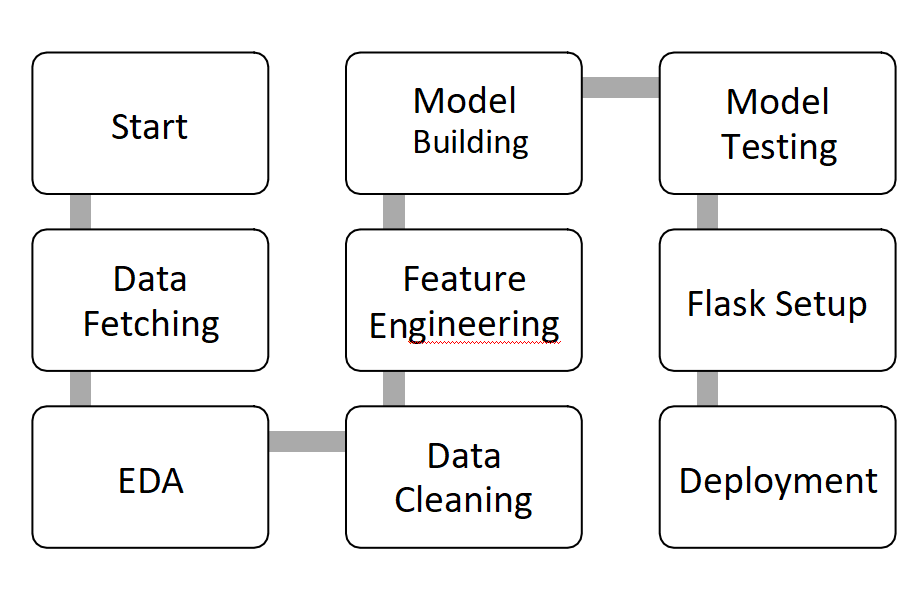 Start
Data
Fetching
EDA
Data
Cleaning
Feature
Engineering
Model
Building
Model
Testing
Flask Setup
Deployment